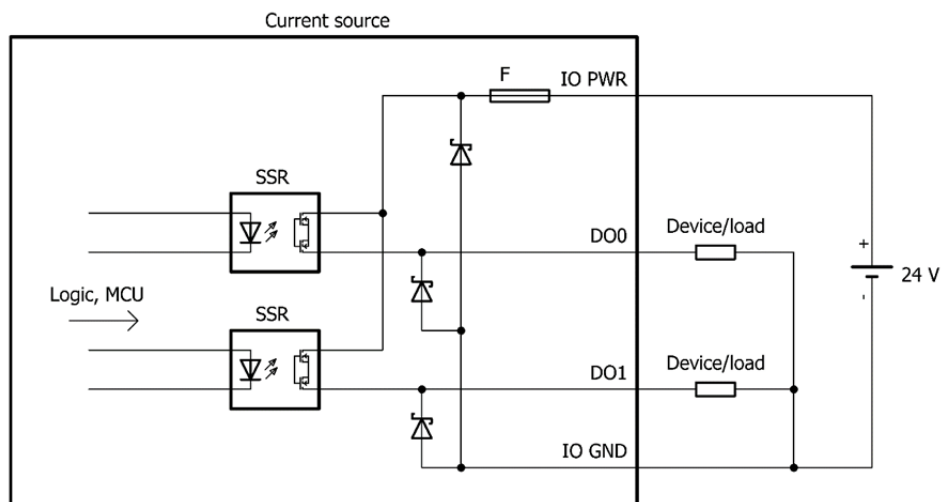 Current source
F
IO PWR
SSR
DO0
Device/load
+
24 V
-
Logic, MCU
SSR
DO1
Device/load
IO GND